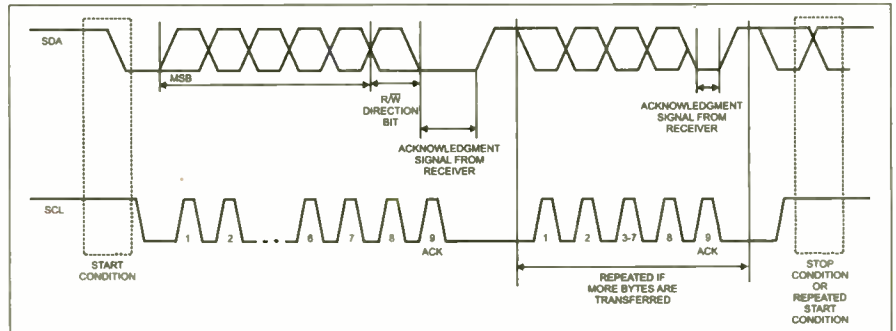 SDA
MSB
R/W̅
DIRECTION
BIT
ACKNOWLEDGMENT
SIGNAL FROM
RECEIVER
ACKNOWLEDGMENT
SIGNAL FROM
RECEIVER
SCL
1 2 6 7 8 9 1 2 3-7 8 9
ACK ACK
START
CONDITION
REPEATED IF
MORE BYTES ARE
TRANSFERRED
STOP
CONDITION
OR
REPEATED
START
CONDITION